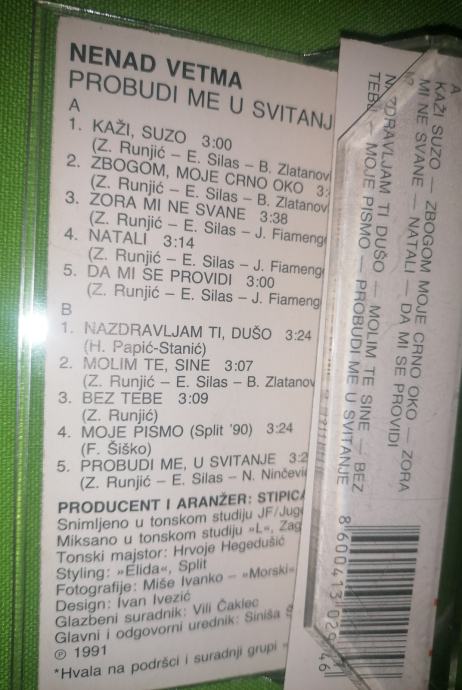 NENAD VETMA
PROBUDI ME U SVITANJ
A
1. KAŽI, SUZO 3:00
(Z. Runjić – E. Silas – B. Zlatanov
2. ZBOGOM, MOJE CRNO OKO 3:
(Z. Runjić – E. Silas – B. Zlatanov
3. ZORA MI NE SVANE 3:38
(Z. Runjić – E. Silas – J. Fiameng
4. NATALI 3:14
(Z. Runjić – E. Silas – J. Fiameng
5. DA MI SE PROVIDI 3:00
(Z. Runjić – E. Silas – J. Fiameng
B
1. NAZDRAVLJAM TI, DUŠO 3:24
(H. Papić-Stanić)
2. MOLIM TE, SINE 3:07
(Z. Runjić – E. Silas – B. Zlatanov
3. BEZ TEBE 3:09
(Z. Runjić)
4. MOJE PISMO (Split '90) 3:24
(F. Šiško)
5. PROBUDI ME, U SVITANJE 3:2
(Z. Runjić – E. Silas – N. Ninčević
PRODUCENT I ARANŽER: STIPICA
Snimljeno u tonskom studiju JF/Jug
Miksano u tonskom studiju »L«, Zag
Tonski majstor: Hrvoje Hegedušić
Styling: »Elida«, Split
Fotografije: Miše Ivanko – »Morski«
Design: Ivan Ivezić
Glazbeni suradnik: Vili Čaklec
Glavni i odgovorni urednik: Siniša
℗ 1991
*Hvala na podršci i suradnji grupi
A
KAŽI SUZO — ZBOGOM MOJE CRNO OKO — ZORA
MI NE SVANE — NATALI — DA MI SE PROVIDI
NAZDRAVLJAM TI DUŠO — MOLIM TE SINE — BEZ
TEBE — MOJE PISMO — PROBUDI ME U SVITANJE